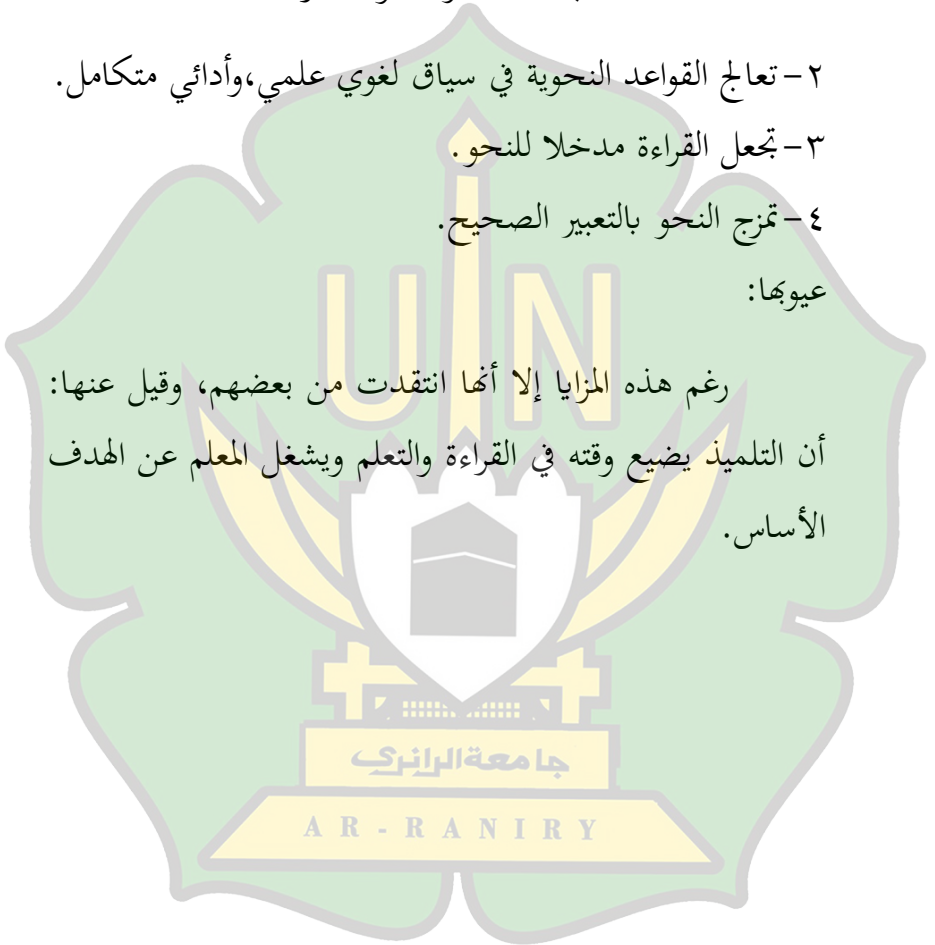 ٢-تعالج القواعد النحوية في سياق لغوي علمي،وأدائي متكامل.
٣-تجعل القراءة مدخلا للنحو.
٤-تمزج النحو بالتعبير الصحيح.
عيوبها:
رغم هذه المزايا إلا أنها انتقدت من بعضهم، وقيل عنها:
أن التلميذ يضيع وقته في القراءة والتعلم ويشغل المعلم عن الهدف
الأساس.
UIN
جامعة الرانري
AR-RANIRY